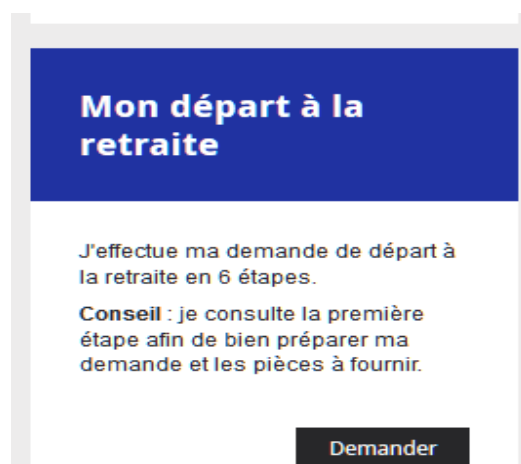 Mon départ à la
retraite
J'effectue ma demande de départ à
la retraite en 6 étapes.
Conseil : je consulte la première
étape afin de bien préparer ma
demande et les pièces à fournir.
Demander